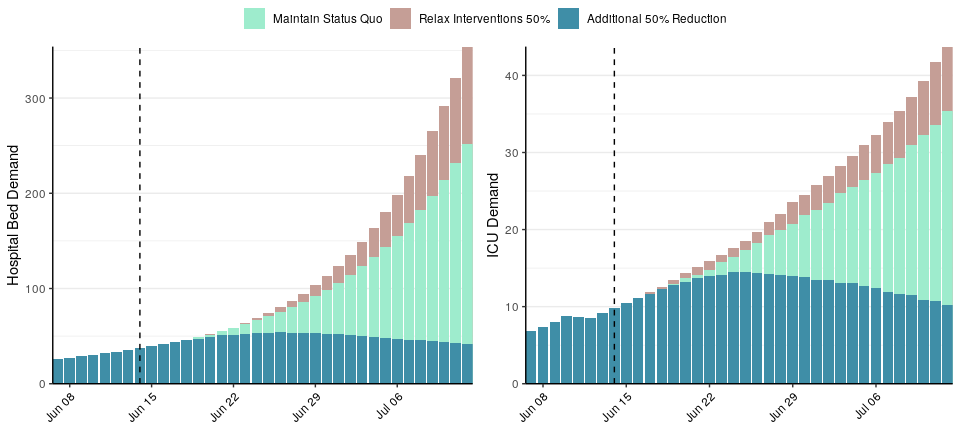 Maintain Status Quo Relax Interventions 50% Additional 50% Reduction
Hospital Bed Demand
300
200
100
0
Jun 08 Jun 15 Jun 22 Jun 29 Jul 06
ICU Demand
40
30
20
10
0
Jun 08 Jun 15 Jun 22 Jun 29 Jul 06